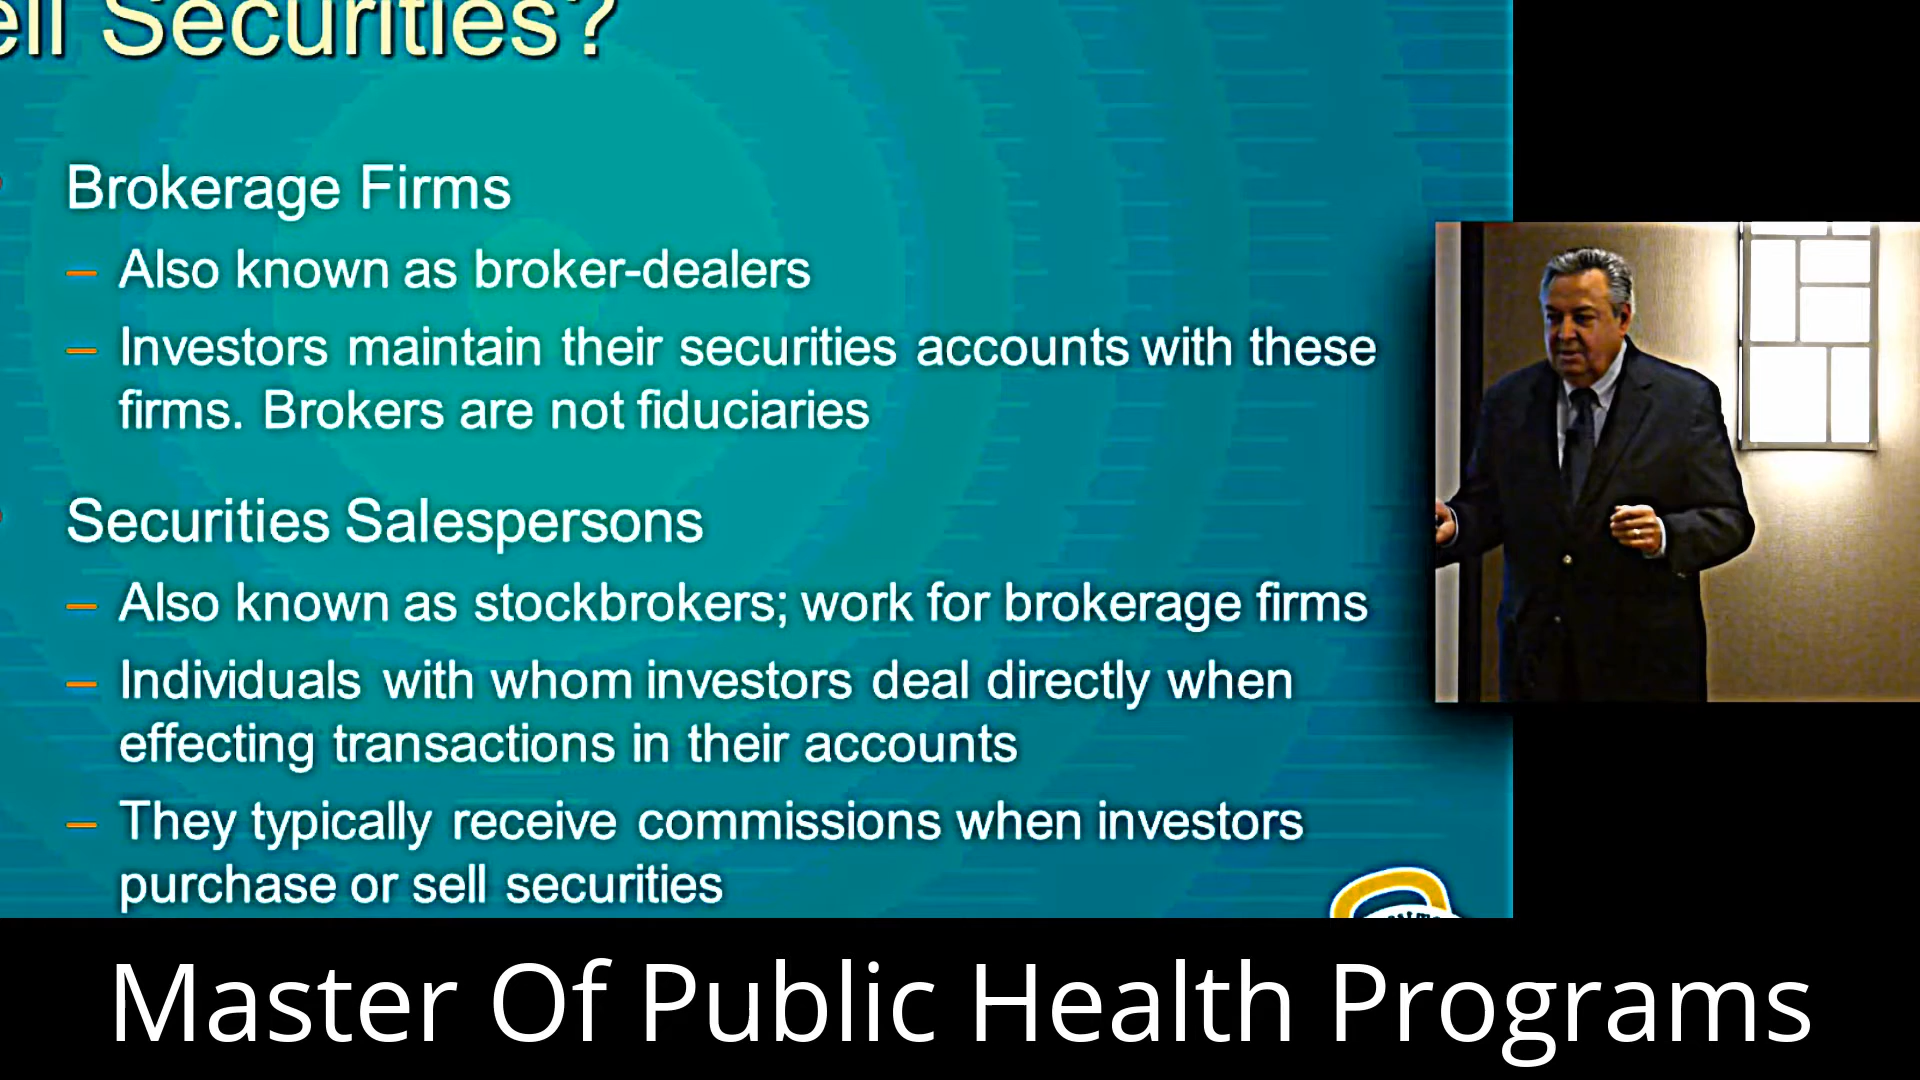 ell Securities?
Brokerage Firms
– Also known as broker-dealers
– Investors maintain their securities accounts with these
firms. Brokers are not fiduciaries
Securities Salespersons
– Also known as stockbrokers; work for brokerage firms
– Individuals with whom investors deal directly when
effecting transactions in their accounts
– They typically receive commissions when investors
purchase or sell securities
Master Of Public Health Programs